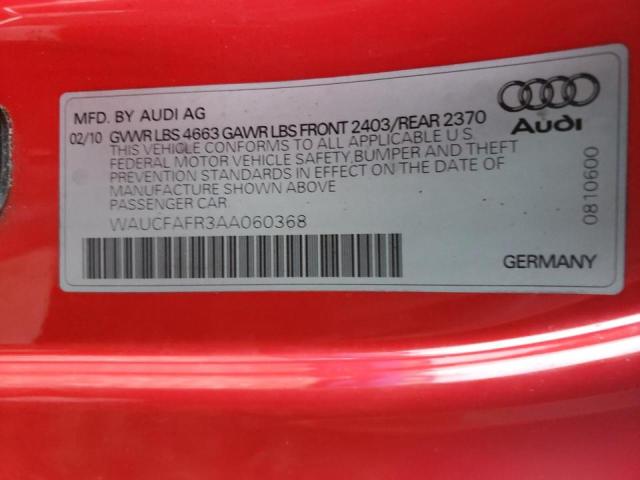 MFD. BY AUDI AG
02/10 GVWR LBS 4663 GAWR LBS FRONT 2403/REAR 2370
THIS VEHICLE CONFORMS TO ALL APPLICABLE U S
FEDERAL MOTOR VEHICLE SAFETY, BUMPER AND THEFT
PREVENTION STANDARDS IN EFFECT ON THE DATE OF
MANUFACTURE SHOWN ABOVE
PASSENGER CAR
WAUCFAFR3AA060368
Audi
0810600
GERMANY